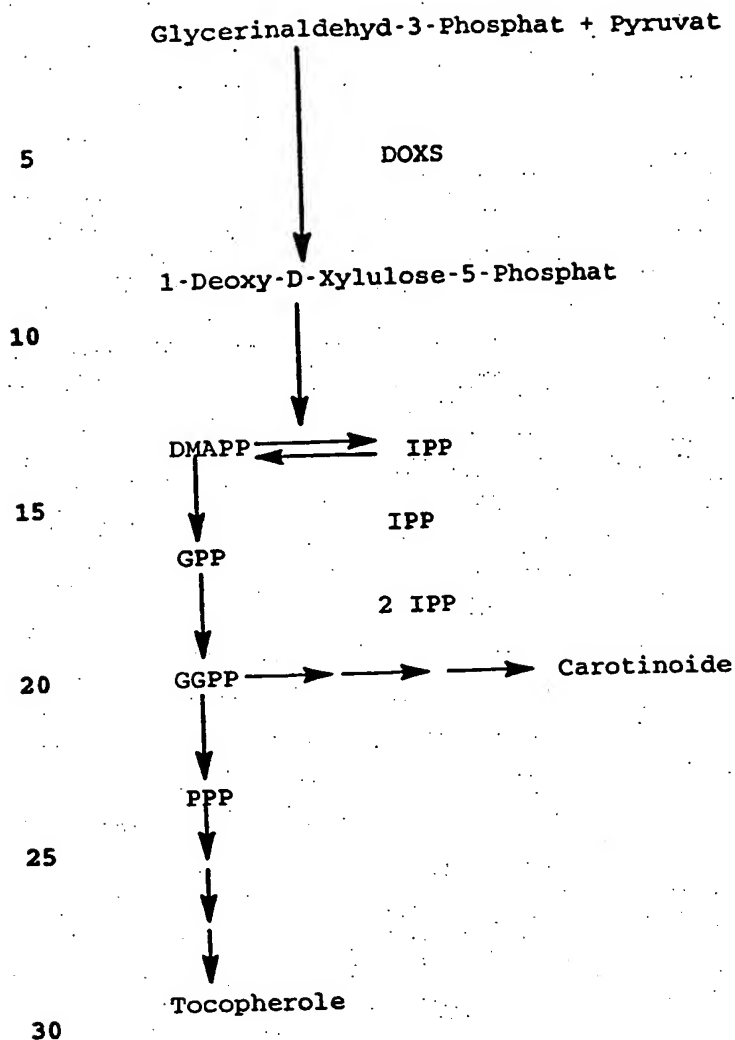 Glycerinaldehyd-3-Phosphat + Pyruvat
5 DOXS
1-Deoxy-D-Xylulose-5-Phosphat
10
DMAPP IPP
15 IPP
GPP
2 IPP
20 GGPP Carotinoide
PPP
25
Tocopherole
30